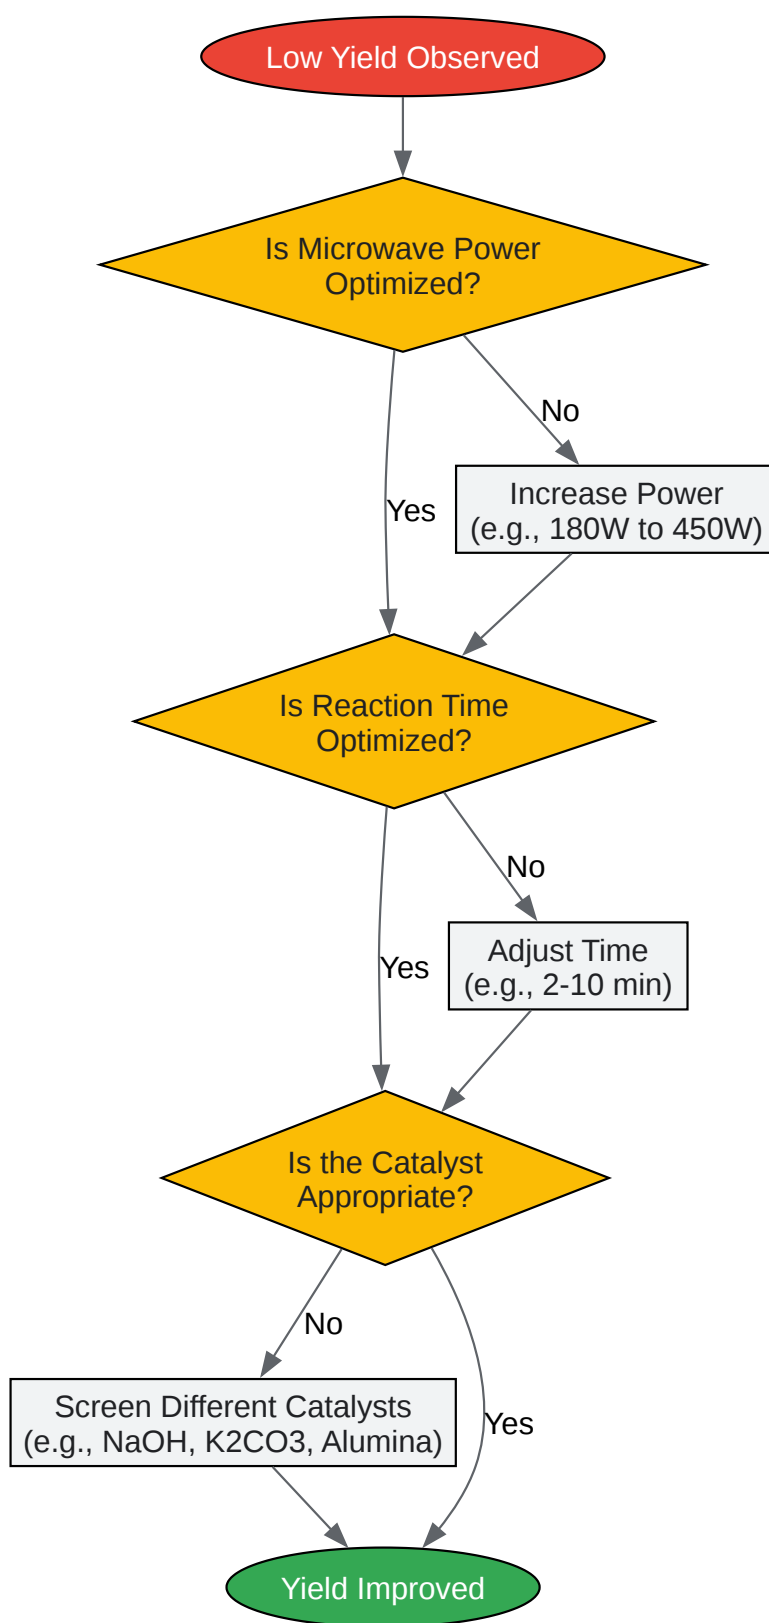 Low Yield Observed
Is Microwave Power
Optimized?
No
Increase Power
(e.g., 180W to 450W)
Yes
Is Reaction Time
Optimized?
No
Adjust Time
(e.g., 2-10 min)
Yes
Is the Catalyst
Appropriate?
No
Screen Different Catalysts
(e.g., NaOH, K2CO3, Alumina)
Yes
Yield Improved